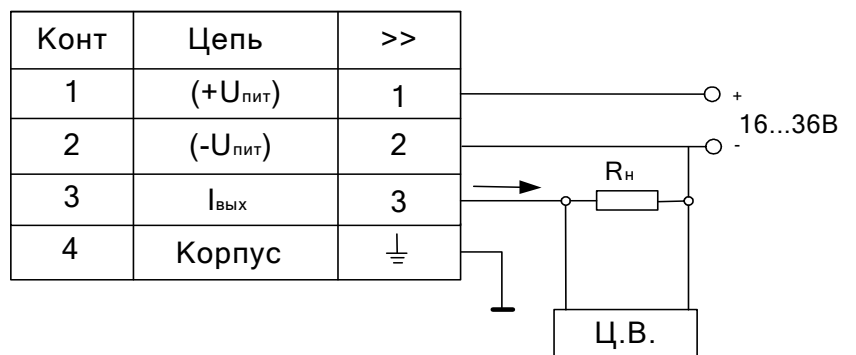 Конт Цепь >>
1 (+Uпит) 1
+
16...36В
2 (-Uпит) 2
-
Rн
3 Iвых 3
4 Корпус
Ц.В.